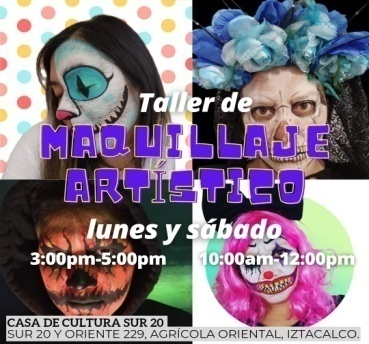 Taller de
MAQUILLAJE
ARTÍSTICO
lunes y sábado
3:00pm-5:00pm 10:00am-12:00pm
CASA DE CULTURA SUR 20
SUR 20 Y ORIENTE 229, AGRÍCOLA ORIENTAL, IZTACALCO.